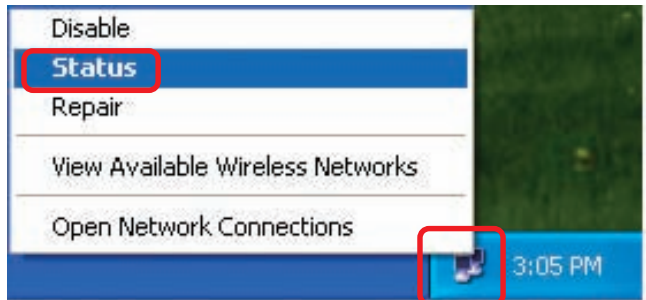 Disable
Status
Repair
View Available Wireless Networks
Open Network Connections
3:05 PM